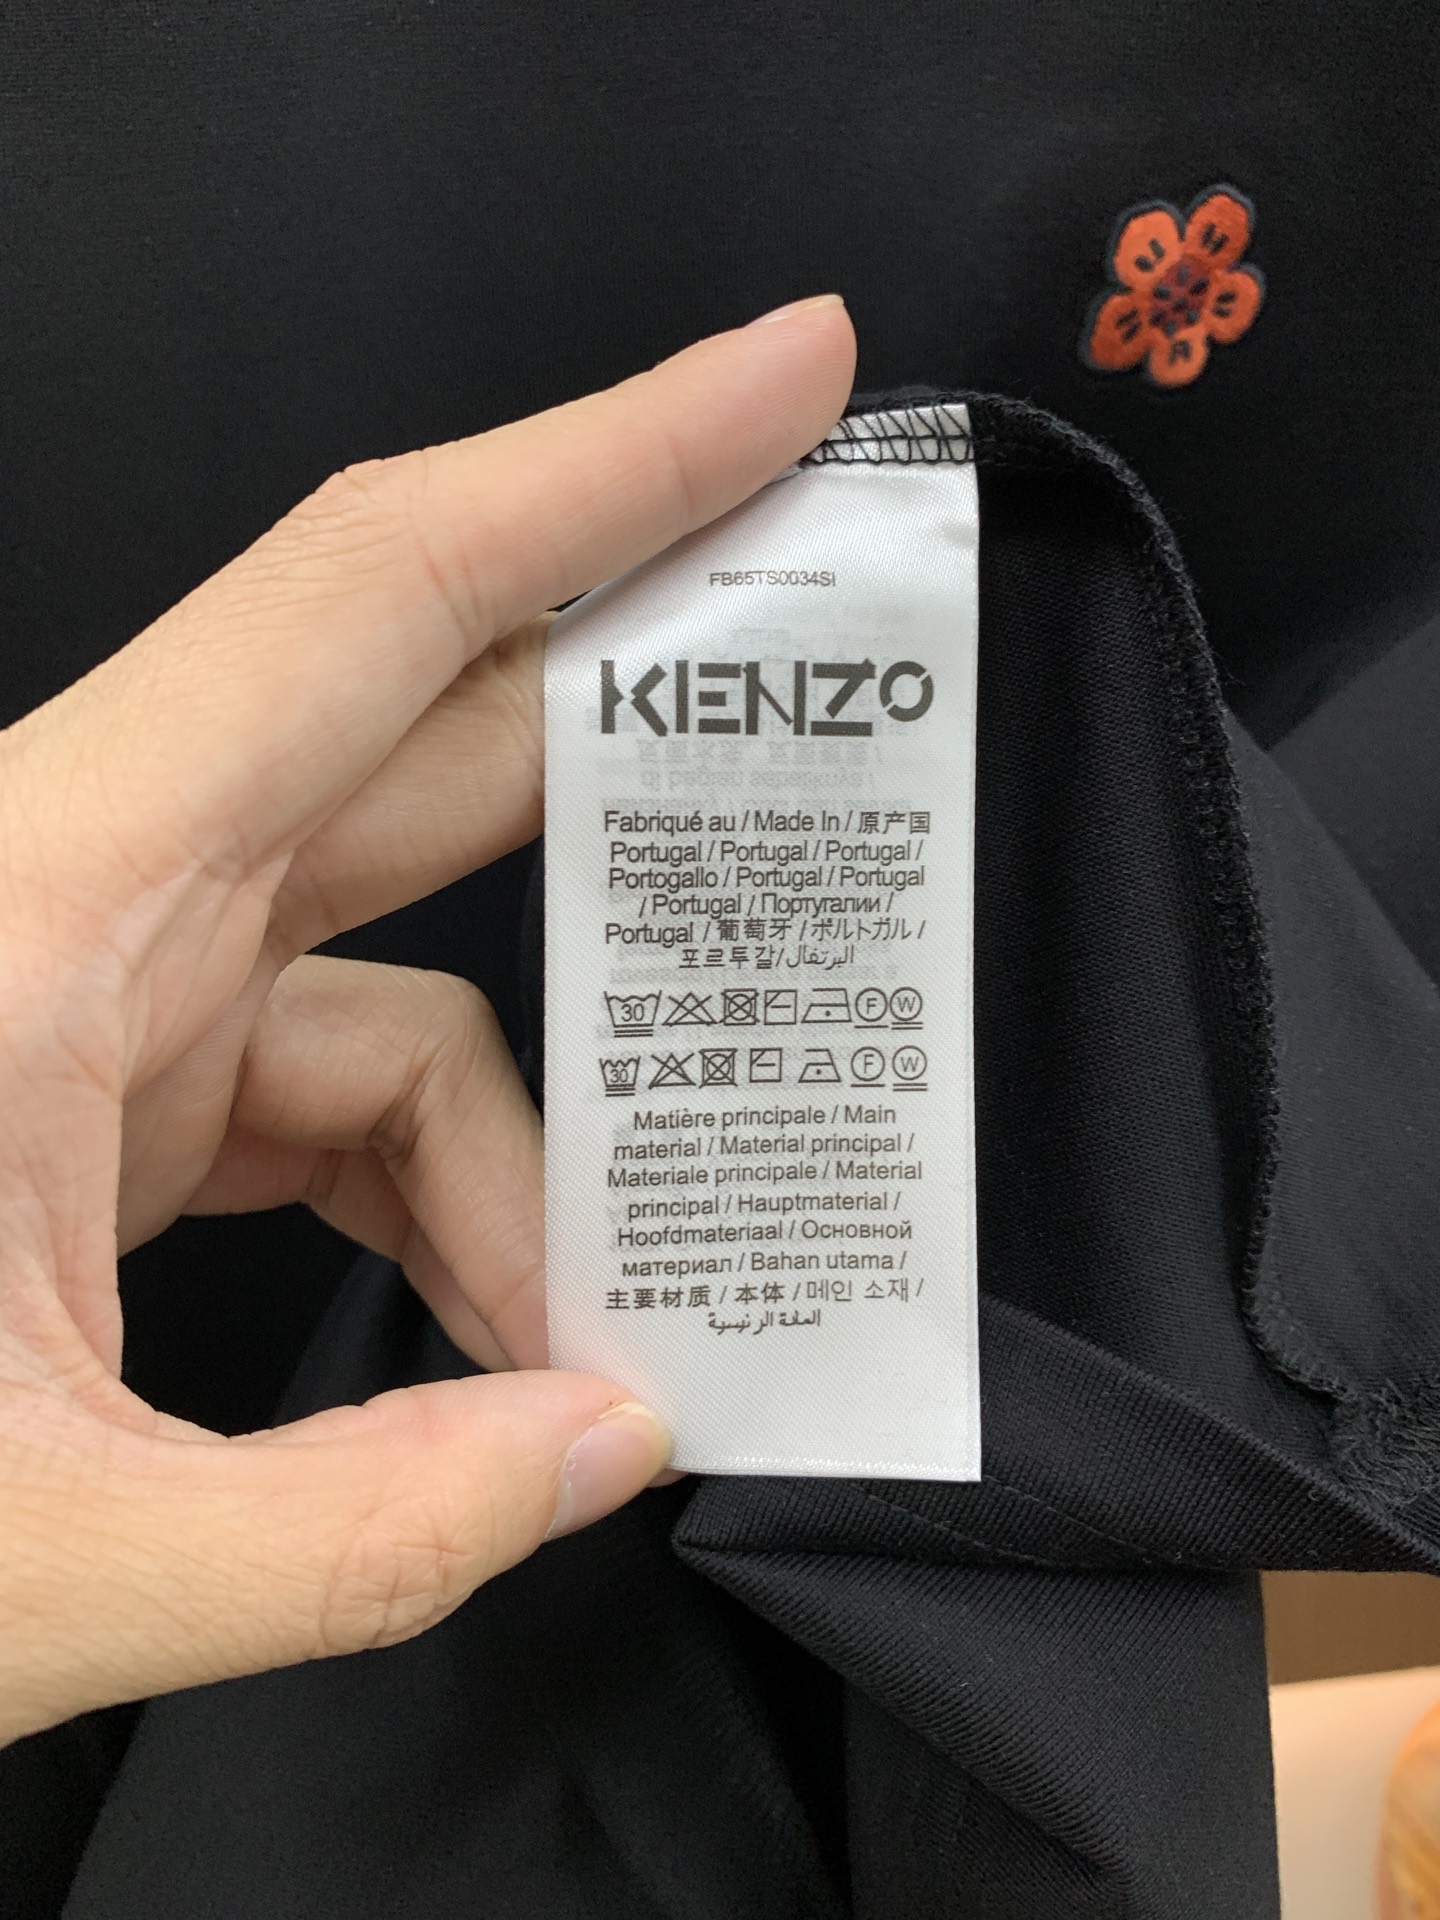 FB65TS0034SI
KENZO
Fabriqué au / Made In / 原产国
Portugal / Portugal / Portugal /
Portogallo / Portugal / Portugal
/ Portugal / Португалии /
Portugal / 葡萄牙 / ポルトガル /
포르투갈/البرتقال
30 F W
30 F W
Matière principale / Main
material / Material principal /
Materiale principale / Material
principal / Hauptmaterial /
Hoofdmateriaal / Основной
материал / Bahan utama /
主要材质 / 本体 / 메인 소재 /
المادة الرئيسية